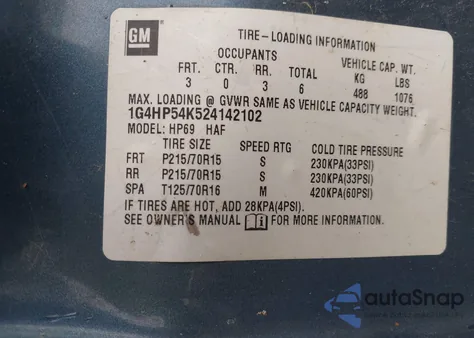 GM
TIRE-LOADING INFORMATION
OCCUPANTS VEHICLE CAP. WT.
FRT. CTR. RR. TOTAL KG LBS
3 0 3 6 488 1076
MAX. LOADING @ GVWR SAME AS VEHICLE CAPACITY WEIGHT.
1G4HP54K524142102
MODEL: HP69 HAF
TIRE SIZE SPEED RTG COLD TIRE PRESSURE
FRT P215/70R15 S 230KPA(33PSI)
RR P215/70R15 S 230KPA(33PSI)
SPA T125/70R16 M 420KPA(60PSI)
IF TIRES ARE HOT, ADD 28KPA(4PSI).
SEE OWNER'S MANUAL i FOR MORE INFORMATION.
autoSnap